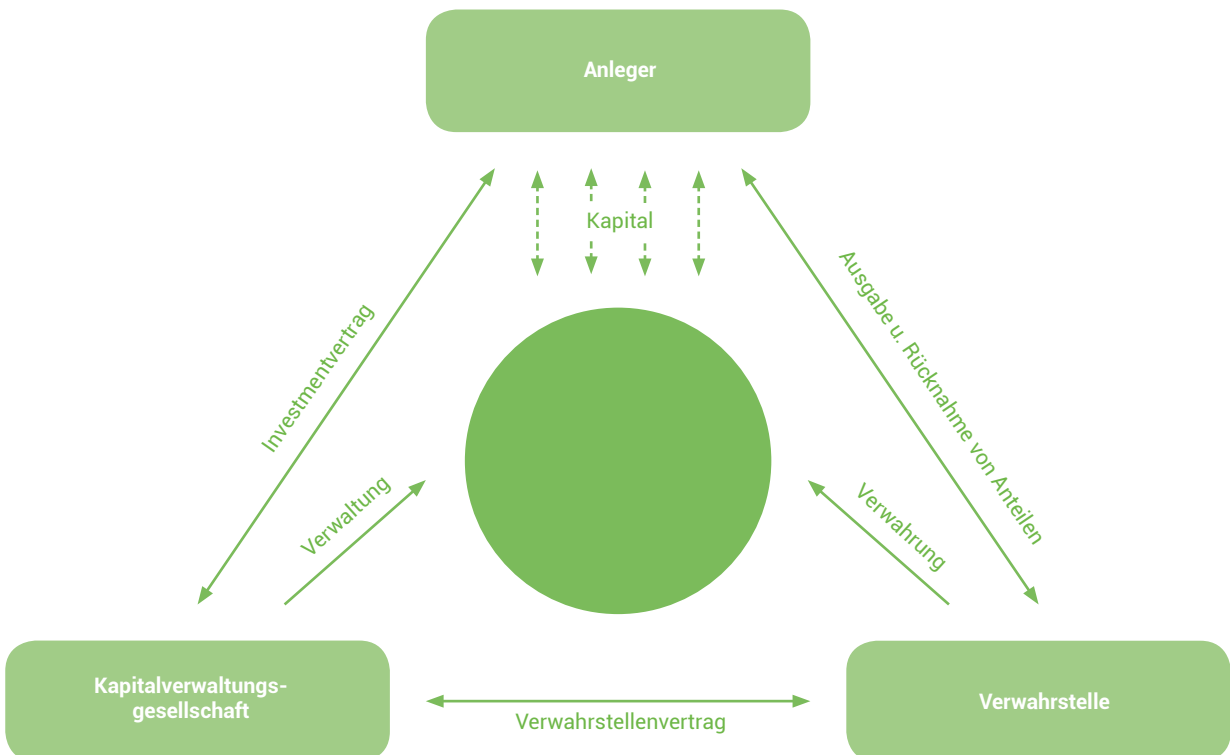 Anleger
Kapital
Investmentvertrag
Ausgabe u. Rücknahme von Anteilen
Verwaltung
Verwahrung
Kapitalverwaltungs-
gesellschaft
Verwahrstellenvertrag
Verwahrstelle